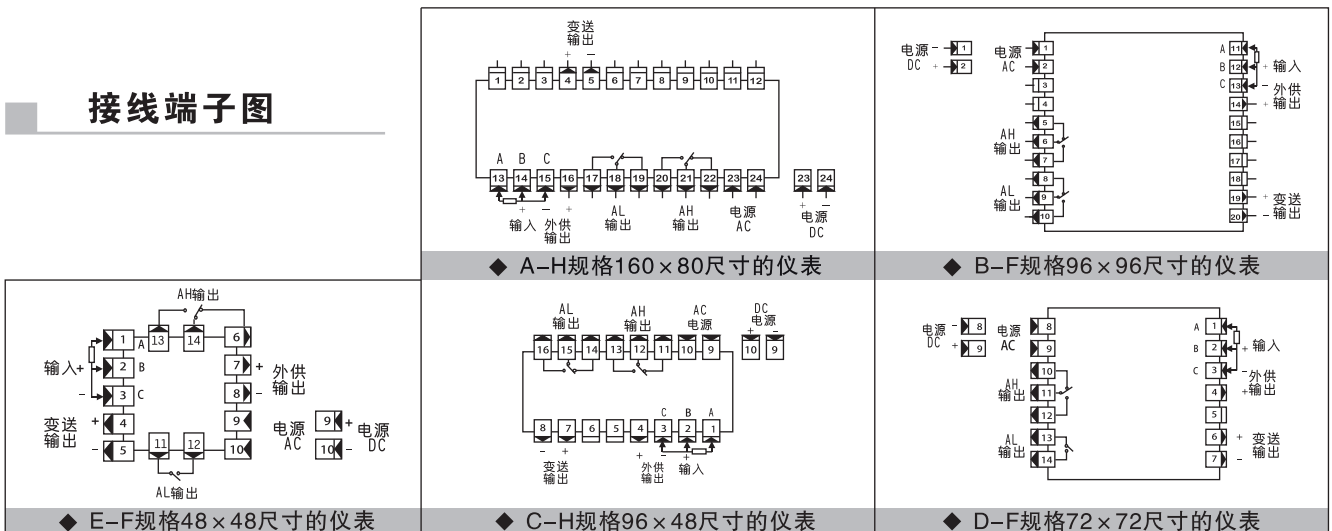 接线端子图
变送
输出
+ −
1 2 3 4 5 6 7 8 9 10 11 12
A B C
13 14 15 16 17 18 19 20 21 22 23 24
23 24
+ − +
+ −
输入 外供
输出
AL
输出
AH
输出
电源
AC
电源
DC
◆ A–H规格160×80尺寸的仪表
电源 − 1
DC + 2
电源
AC
1
2
3
4
5
6
7
8
9
10
AH
输出
AL
输出
A 11
B 12 + 输入
C 13 − 外供
14 + 输出
15
16
17
18
19 + 变送
20 − 输出
◆ B–F规格96×96尺寸的仪表
AH输出
13 14
1 A
2 B
3 C
4
5
输入+
−
变送 +
输出 −
6
7 +
8 −
9
10
外供
输出
11 12
AL输出
电源
AC
9 +
10 −
电源
DC
◆ E–F规格48×48尺寸的仪表
AL
输出
AH
输出
AC
电源
DC
电源
+ −
16 15 14 13 12 11 10 9
10 9
C B A
8 7 6 5 4 3 2 1
− + + − +
变送
输出
外供
输出
输入
◆ C–H规格96×48尺寸的仪表
电源 − 8
DC + 9
电源
AC
8
9
10
11
12
13
14
AH
输出
AL
输出
A 1
B 2 + 输入
C 3 − 外供
4 +输出
5
6 + 变送
7 − 输出
◆ D–F规格72×72尺寸的仪表